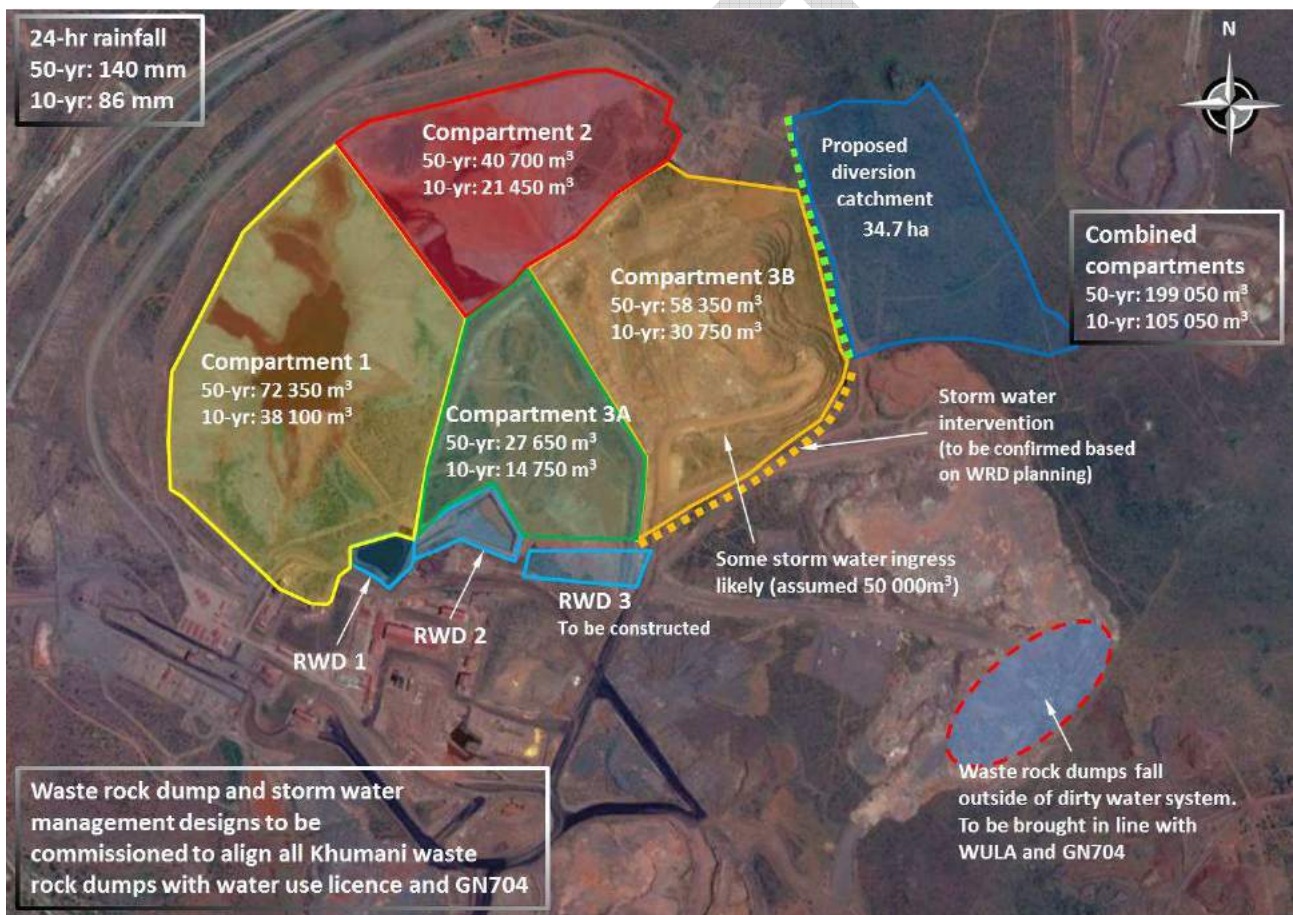 24-hr rainfall
50-yr: 140 mm
10-yr: 86 mm
N
Compartment 2
50-yr: 40 700 m³
10-yr: 21 450 m³
Proposed
diversion
catchment
34.7 ha
Combined
compartments
50-yr: 199 050 m³
10-yr: 105 050 m³
Compartment 3B
50-yr: 58 350 m³
10-yr: 30 750 m³
Compartment 1
50-yr: 72 350 m³
10-yr: 38 100 m³
Compartment 3A
50-yr: 27 650 m³
10-yr: 14 750 m³
Storm water
intervention
(to be confirmed based
on WRD planning)
Some storm water ingress
likely (assumed 50 000m³)
RWD 3
To be constructed
RWD 2
RWD 1
Waste rock dumps fall
outside of dirty water system.
To be brought in line with
WULA and GN704
Waste rock dump and storm water
management designs to be
commissioned to align all Khumani waste
rock dumps with water use licence and GN704